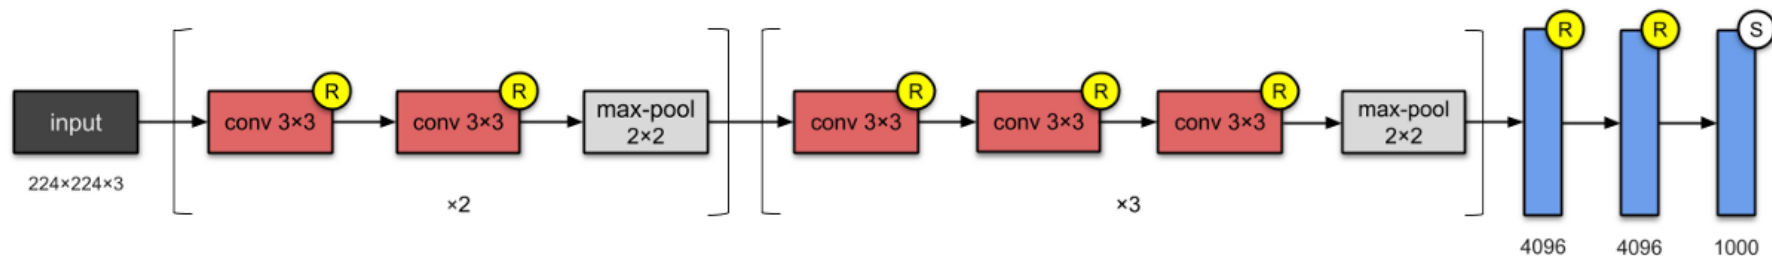 input
224×224×3
conv 3×3
R
conv 3×3
R
max-pool
2×2
×2
conv 3×3
R
conv 3×3
R
conv 3×3
R
max-pool
2×2
×3
R
4096
R
4096
S
1000